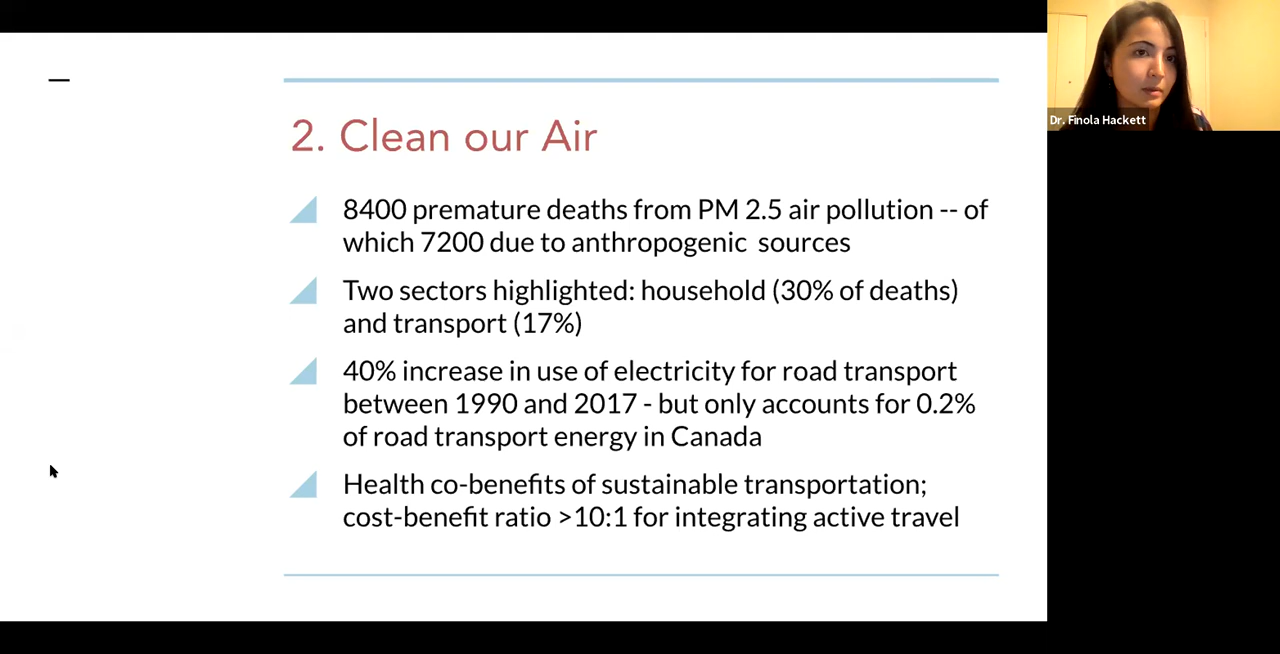 2. Clean our Air
8400 premature deaths from PM 2.5 air pollution -- of
which 7200 due to anthropogenic  sources
Two sectors highlighted: household (30% of deaths)
and transport (17%)
40% increase in use of electricity for road transport
between 1990 and 2017 - but only accounts for 0.2%
of road transport energy in Canada
Health co-benefits of sustainable transportation;
cost-benefit ratio >10:1 for integrating active travel
Dr. Finola Hackett